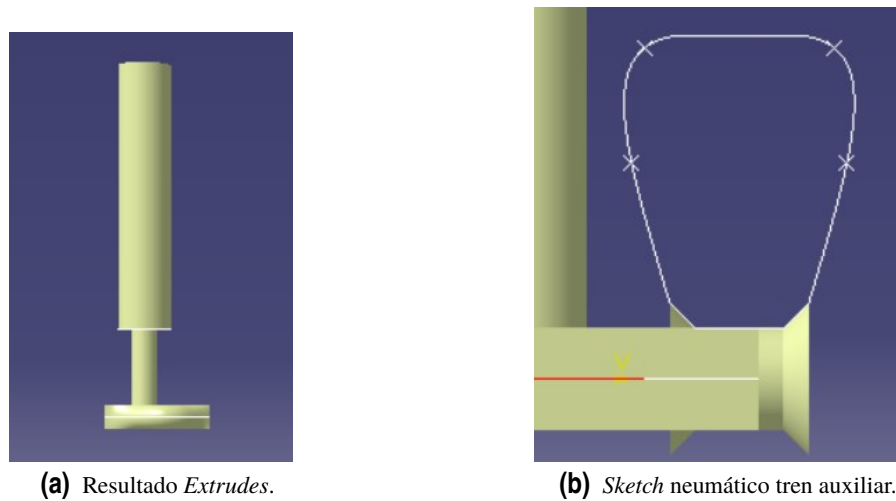 V
(a) Resultado Extrudes.
(b) Sketch neumático tren auxiliar.